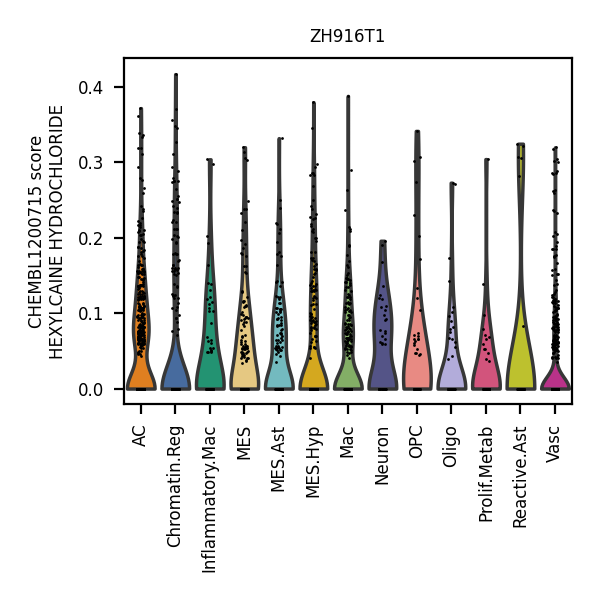 ZH916T1
CHEMBL1200715 score
HEXYLCAINE HYDROCHLORIDE
0.4
0.3
0.2
0.1
0.0
AC
Chromatin.Reg
Inflammatory.Mac
MES
MES.Ast
MES.Hyp
Mac
Neuron
OPC
Oligo
Prolif.Metab
Reactive.Ast
Vasc